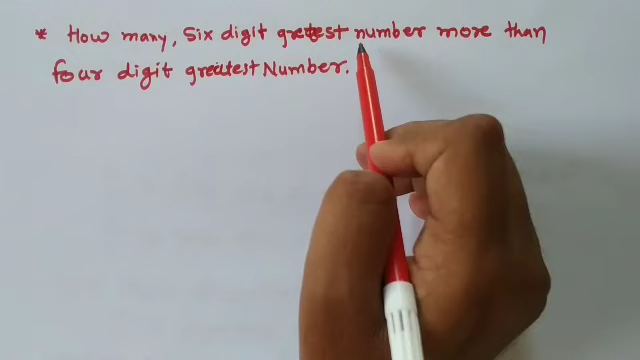 * How many, Six digit greatest number more than
four digit greatest Number.